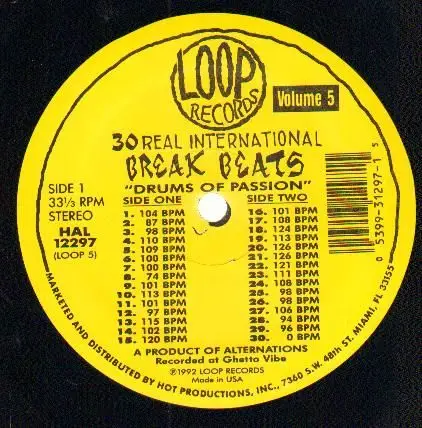 LOOP
RECORDS
Volume 5
30 REAL INTERNATIONAL
BREAK BEATS
"DRUMS OF PASSION"
SIDE 1
33⅓ RPM
STEREO
HAL
12297
(LOOP 5)
SIDE ONE
1. 104 BPM
2. 87 BPM
3. 98 BPM
4. 110 BPM
5. 109 BPM
6. 100 BPM
7. 100 BPM
8. 74 BPM
9. 101 BPM
10. 113 BPM
11. 101 BPM
12. 97 BPM
13. 115 BPM
14. 102 BPM
15. 120 BPM
SIDE TWO
16. 101 BPM
17. 108 BPM
18. 124 BPM
19. 113 BPM
20. 126 BPM
21. 126 BPM
22. 121 BPM
23. 111 BPM
24. 108 BPM
25. 98 BPM
26. 98 BPM
27. 106 BPM
28. 94 BPM
29. 96 BPM
30. 0 BPM
0 5399-31297-1 5
A PRODUCT OF ALTERNATIONS
Recorded at Ghetto Vibe
℗1992 LOOP RECORDS
Made in USA
MARKETED AND DISTRIBUTED BY HOT PRODUCTIONS, INC., 7360 S.W. 48th ST. MIAMI, FL 33155